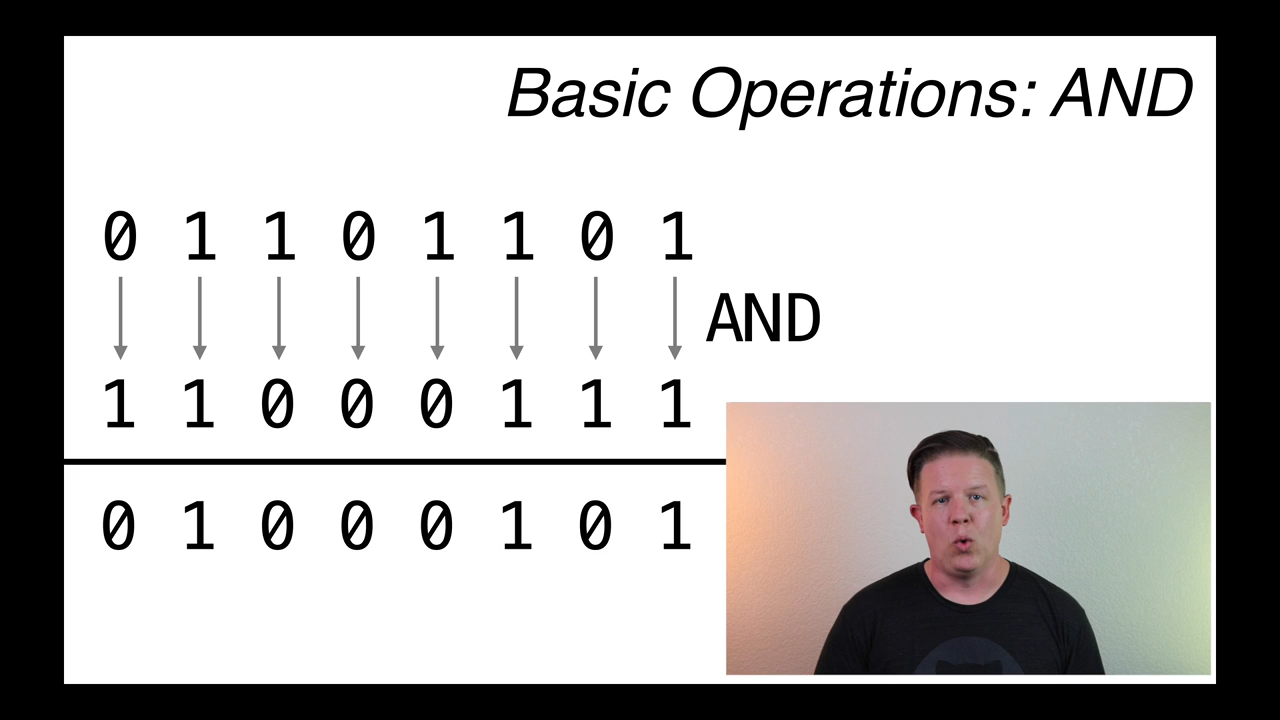 Basic Operations: AND
0 1 1 0 1 1 0 1
AND
1 1 0 0 0 1 1 1
0 1 0 0 0 1 0 1